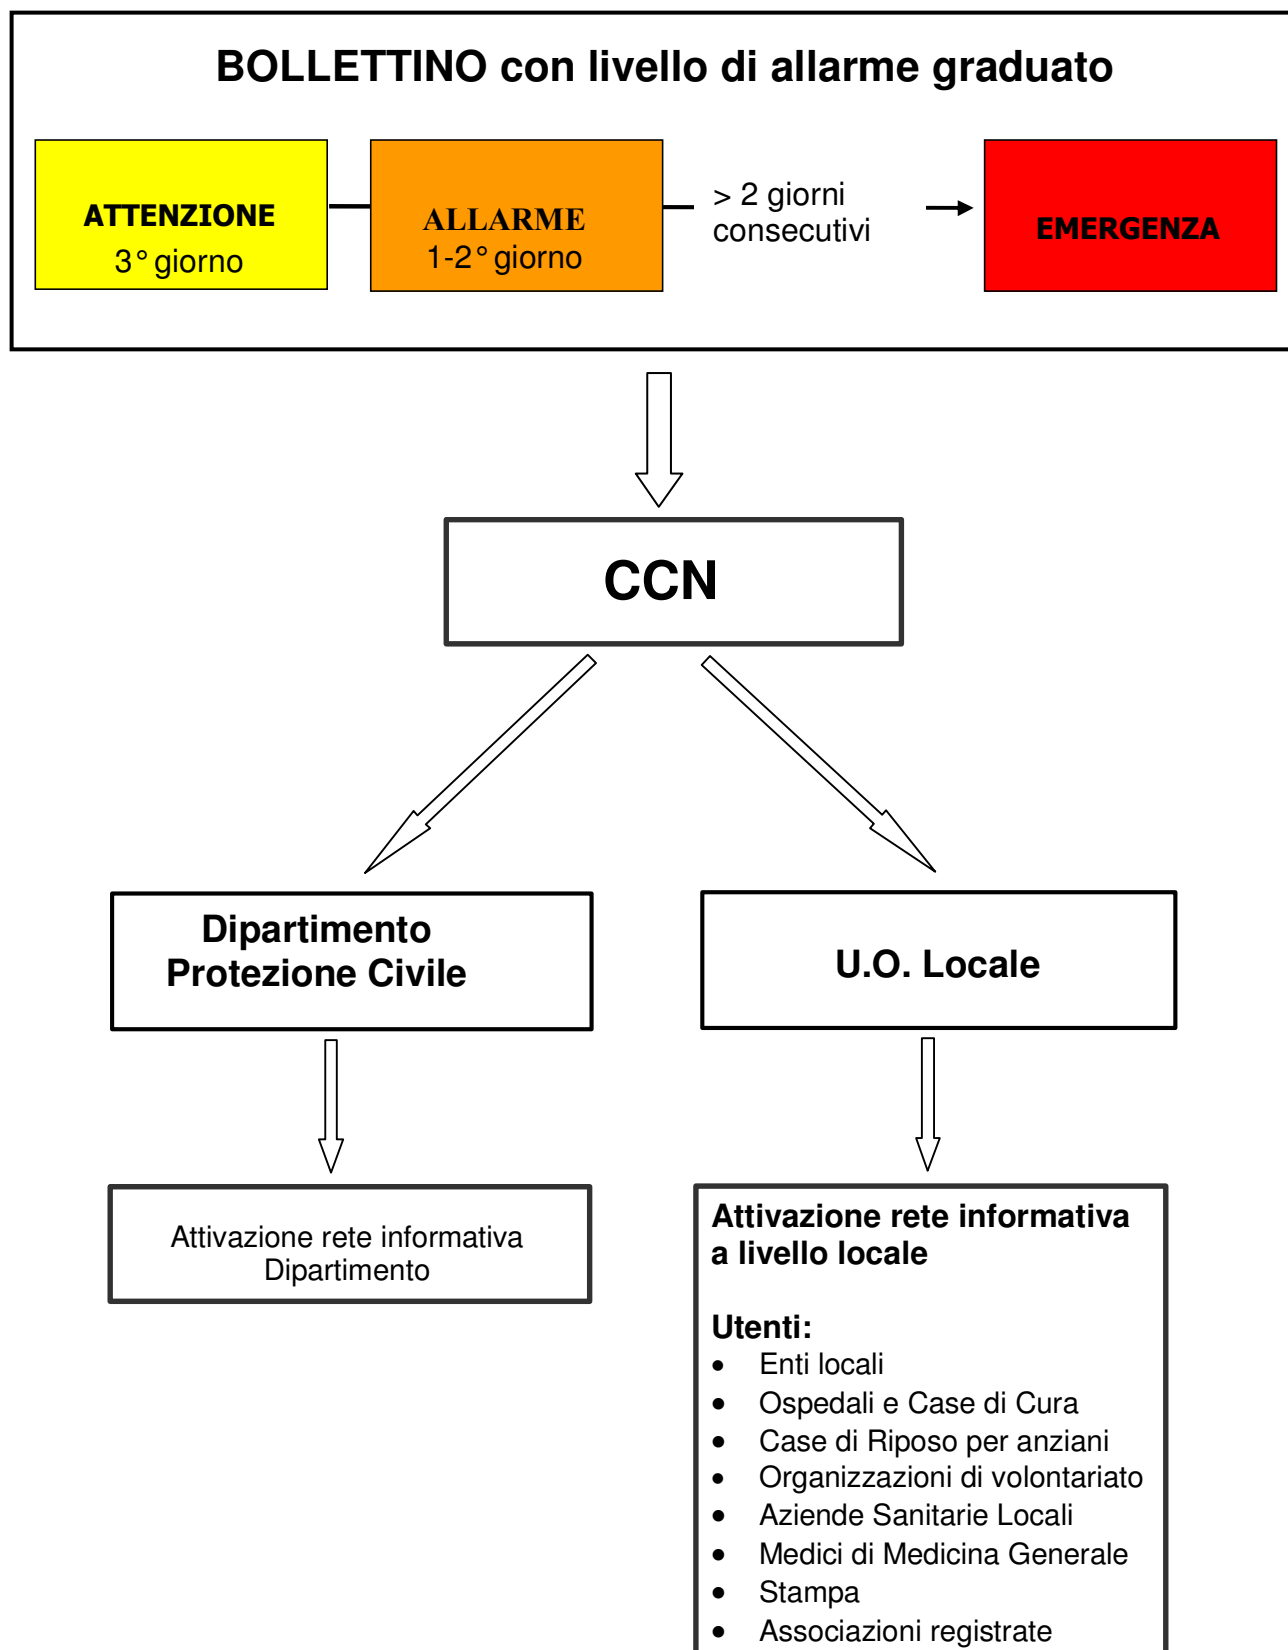 BOLLETTINO con livello di allarme graduato
ATTENZIONE
3° giorno
ALLARME
1-2° giorno
> 2 giorni
consecutivi
EMERGENZA
CCN
Dipartimento
Protezione Civile
U.O. Locale
Attivazione rete informativa
Dipartimento
Attivazione rete informativa
a livello locale
Utenti:
• Enti locali
• Ospedali e Case di Cura
• Case di Riposo per anziani
• Organizzazioni di volontariato
• Aziende Sanitarie Locali
• Medici di Medicina Generale
• Stampa
• Associazioni registrate